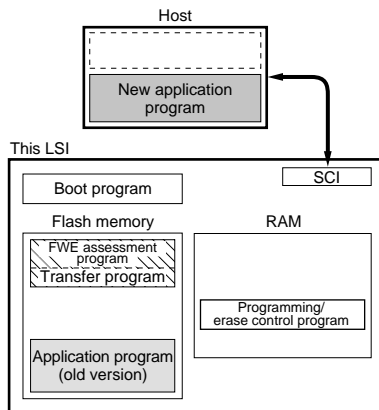 Host
New application
program
This LSI
SCI
Boot program
Flash memory
RAM
FWE assessment
program
Transfer program
Programming/
erase control program
Application program
(old version)